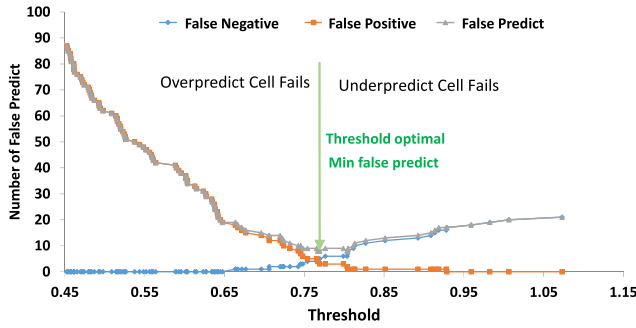 False Negative False Positive False Predict
100
90
80
70
60
50
40
30
20
10
0
Number of False Predict
Overpredict Cell Fails
Underpredict Cell Fails
Threshold optimal
Min false predict
0.45 0.55 0.65 0.75 0.85 0.95 1.05 1.15
Threshold